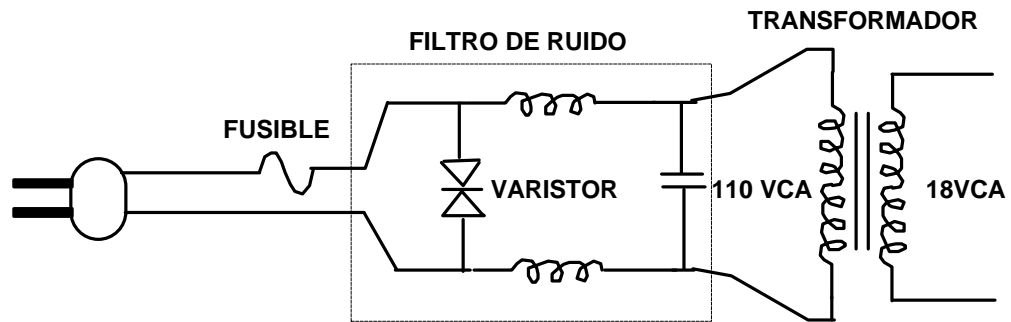 TRANSFORMADOR
FILTRO DE RUIDO
FUSIBLE
VARISTOR
110 VCA
18VCA